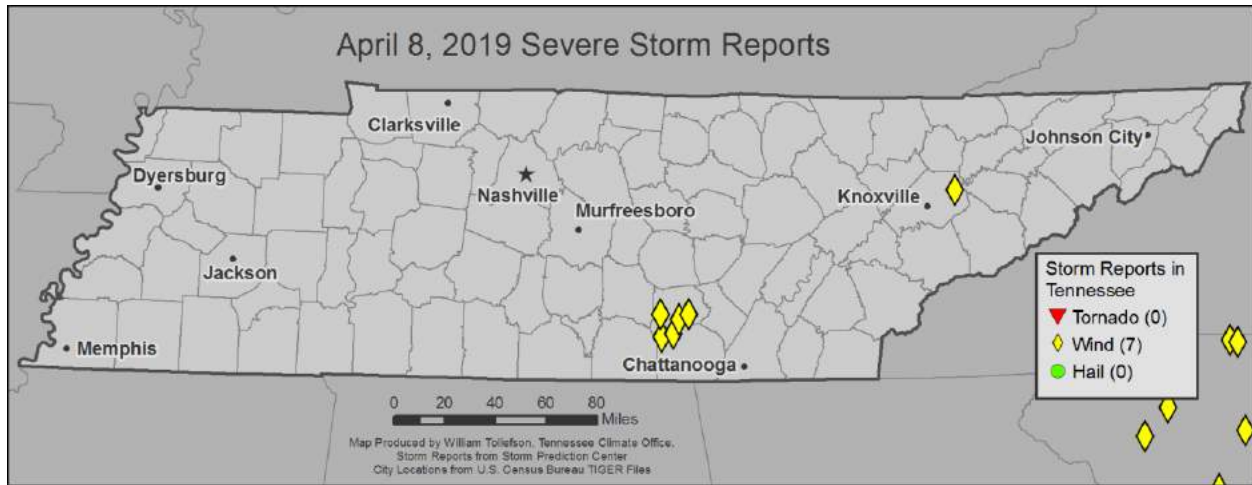 April 8, 2019 Severe Storm Reports
Clarksville
Johnson City
Dyersburg
Nashville
Knoxville
Murfreesboro
Jackson
Storm Reports in
Tennessee
Tornado (0)
Wind (7)
Hail (0)
Memphis
Chattanooga
0 20 40 60 80
Miles
Map Produced by William Tollefson, Tennessee Climate Office.
Storm Reports from Storm Prediction Center
City Locations from U.S. Census Bureau TIGER Files